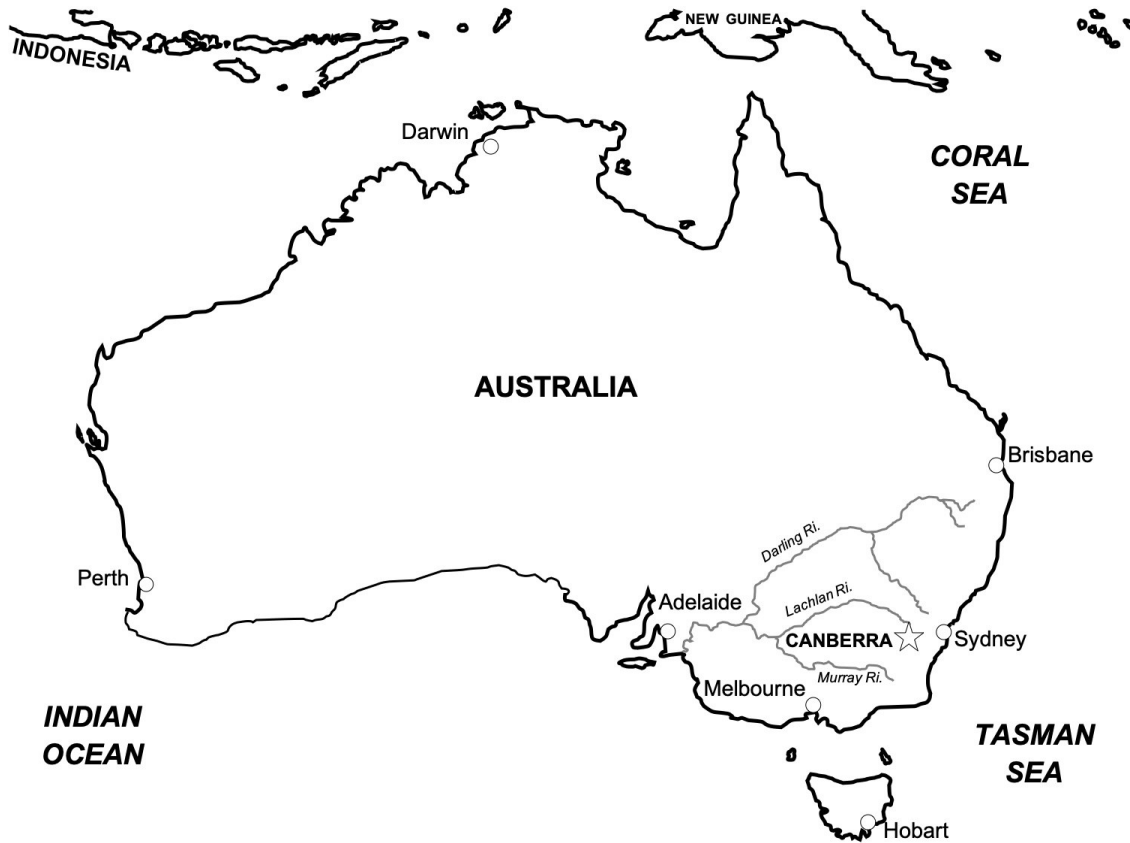 NEW GUINEA
INDONESIA
Darwin
CORAL
SEA
AUSTRALIA
Brisbane
Darling Ri.
Perth
Lachlan Ri.
Adelaide
CANBERRA
Sydney
Murray Ri.
Melbourne
INDIAN
OCEAN
TASMAN
SEA
Hobart